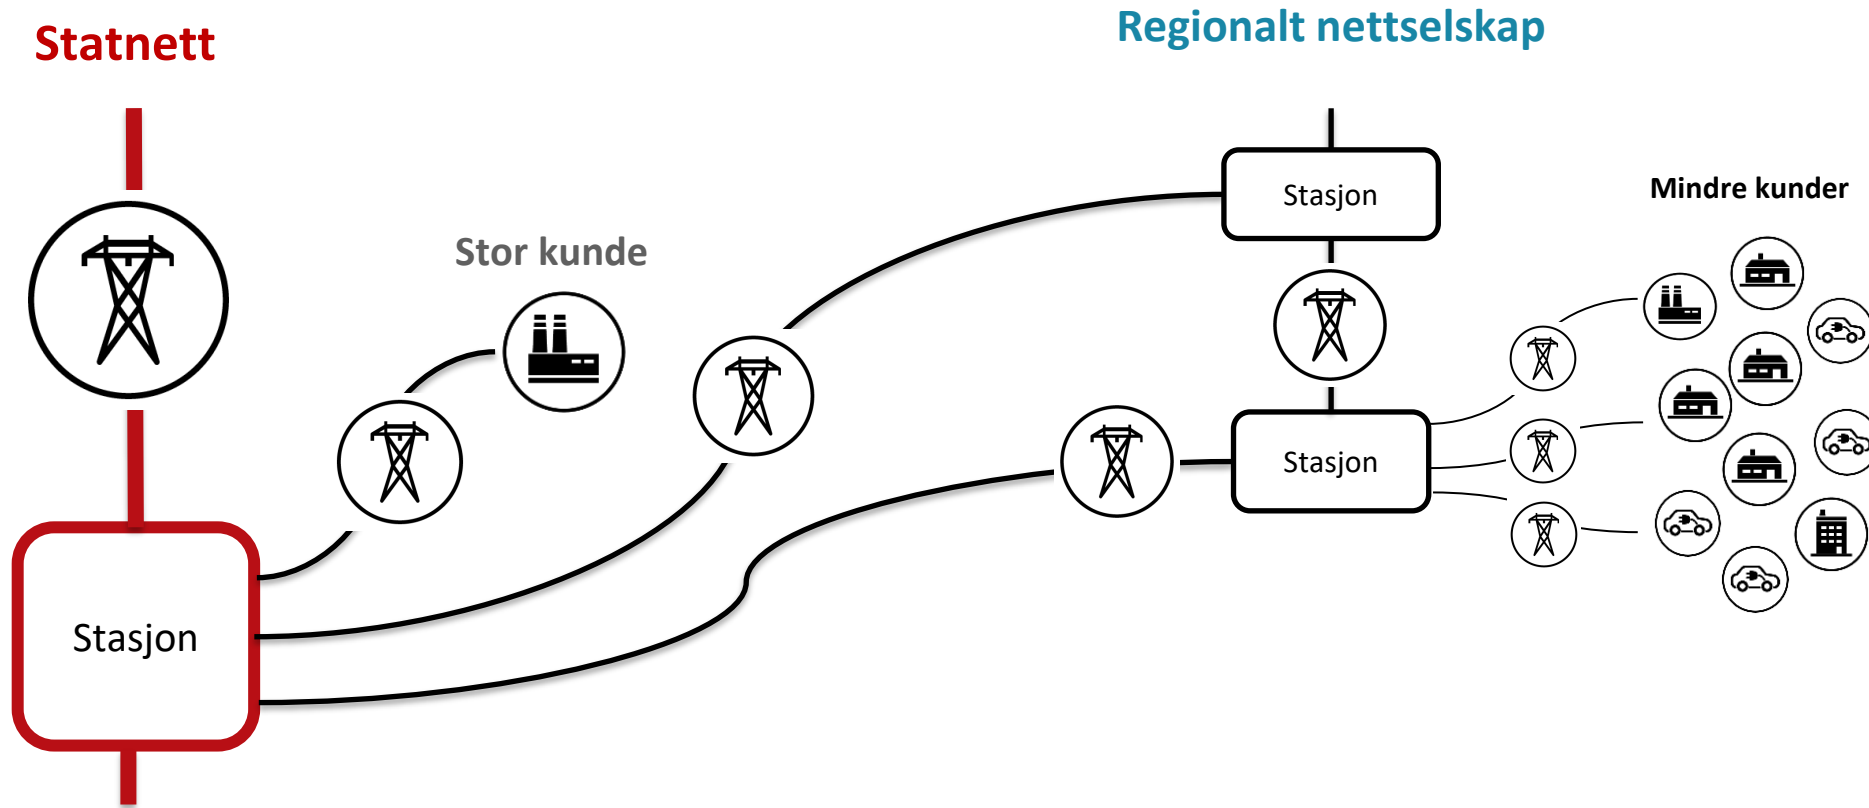 Statnett
Regionalt nettselskap
Stasjon
Mindre kunder
Stor kunde
Stasjon
Stasjon